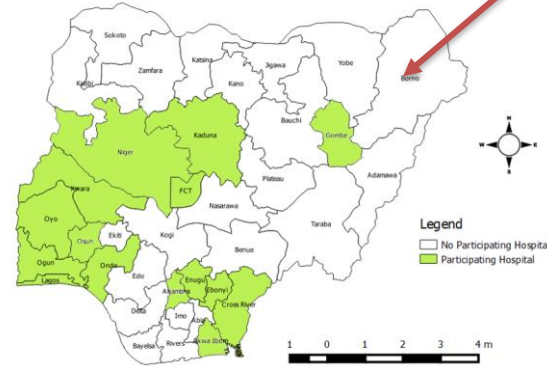 Sokoto
Katsina
Yobe
Zamfara
Jigawa
Kebbi
Kano
Borno
Bauchi
Kaduna
Gombe
Niger
Adamawa
Plateau
Kwara
FCT
Nasarawa
Oyo
Taraba
Osun
Ekiti
Kogi
Benue
Ogun
Ondo
Lagos
Edo
Enugu
Anambra
Ebonyi
Cross River
Delta
Imo
Abia
Bayelsa
Rivers
Akwa Ibom
N
W
E
S
Legend
No Participating Hospita
Participating Hospital
1 0 1 2 3 4 m